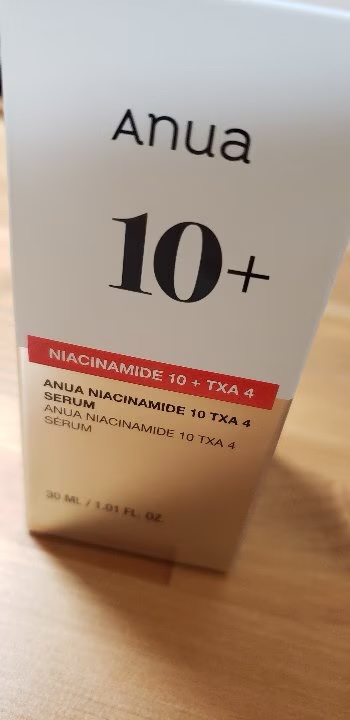 Anua
10+
NIACINAMIDE 10 + TXA 4
ANUA NIACINAMIDE 10 TXA 4
SERUM
ANUA NIACINAMIDE 10 TXA 4
SÉRUM
30 ML / 1.01 FL. OZ.